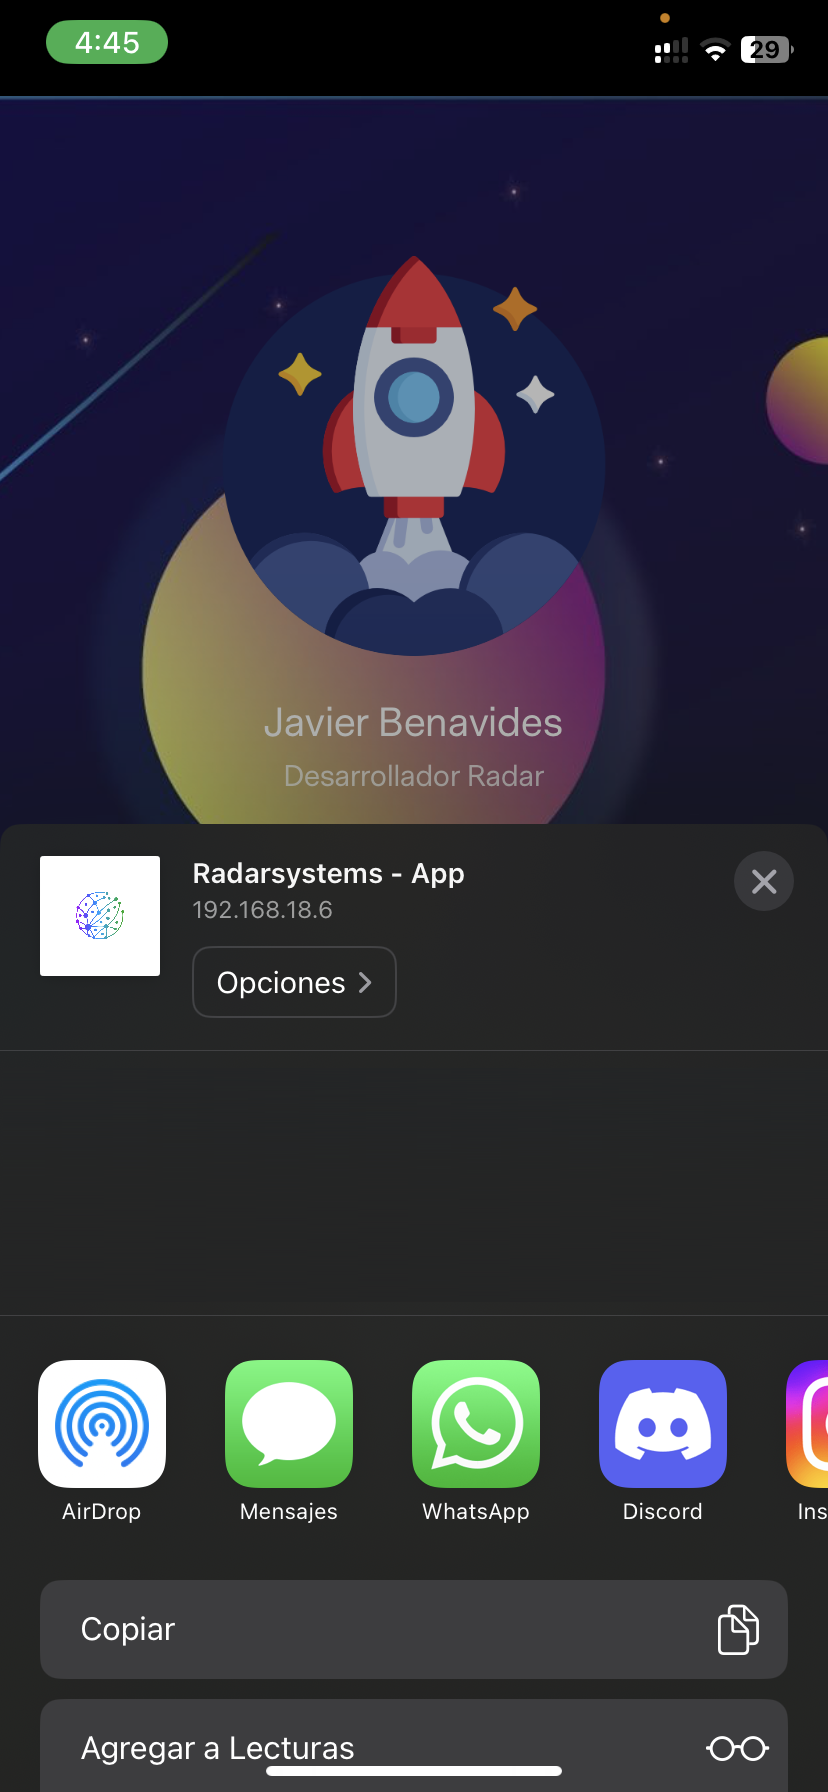 4:45
29
Javier Benavides
Desarrollador Radar
Radarsystems - App
192.168.18.6
Opciones
AirDrop
Mensajes
WhatsApp
Discord
Ins
Copiar
Agregar a Lecturas